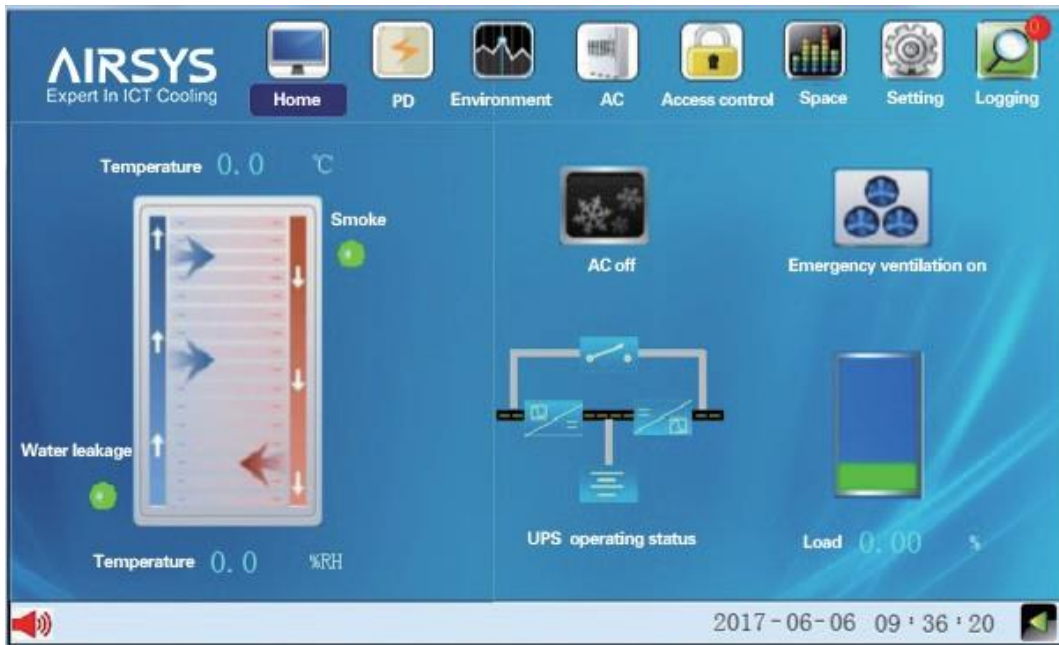 AIRSYS
Expert In ICT Cooling
Home
PD
Environment
AC
Access control
Space
Setting
Logging
0
Temperature 0.0 ℃
Smoke
AC off
Emergency ventilation on
Water leakage
UPS operating status
Load 0.00 %
Temperature 0.0 %RH
2017-06-06 09:36:20